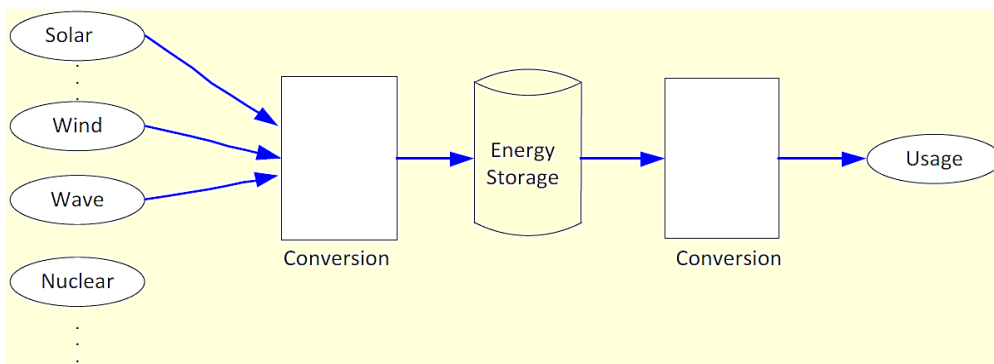 Solar
Wind
Wave
Nuclear
Conversion
Energy
Storage
Conversion
Usage